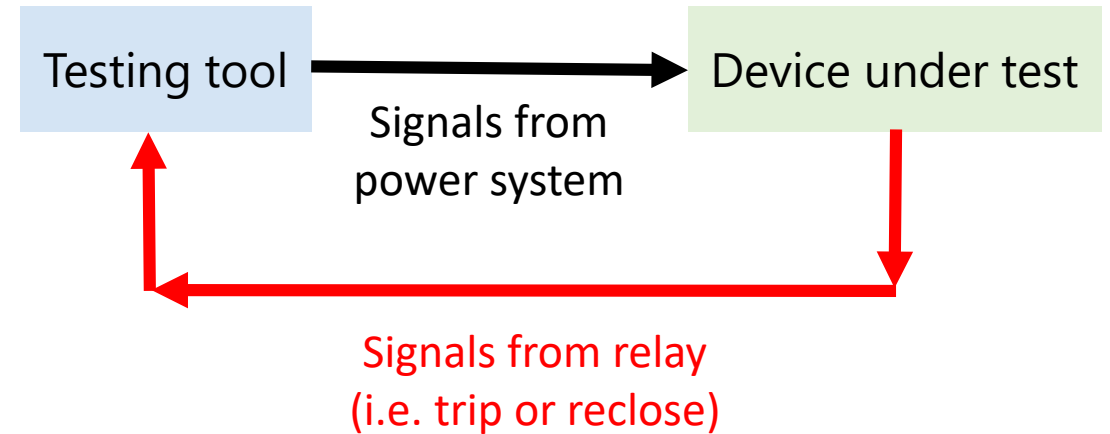 Testing tool
Device under test
Signals from
power system
Signals from relay
(i.e. trip or reclose)